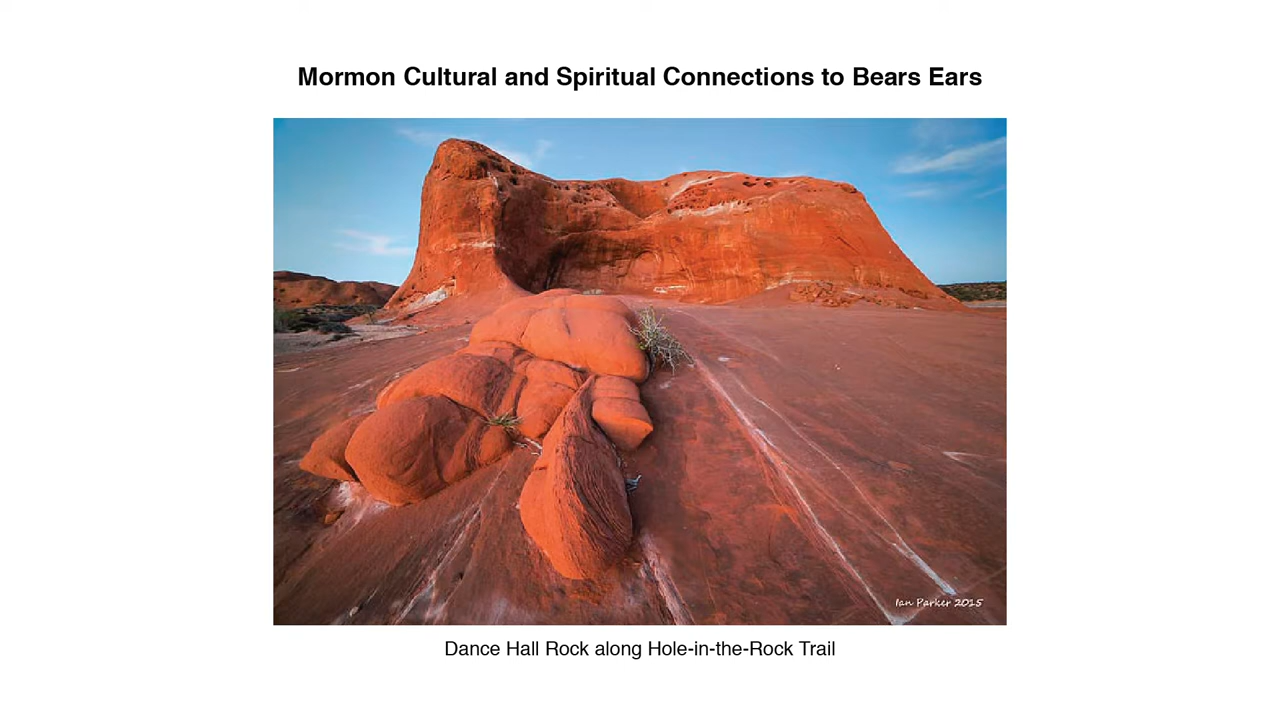 Mormon Cultural and Spiritual Connections to Bears Ears
Ian Parker 2015
Dance Hall Rock along Hole-in-the-Rock Trail